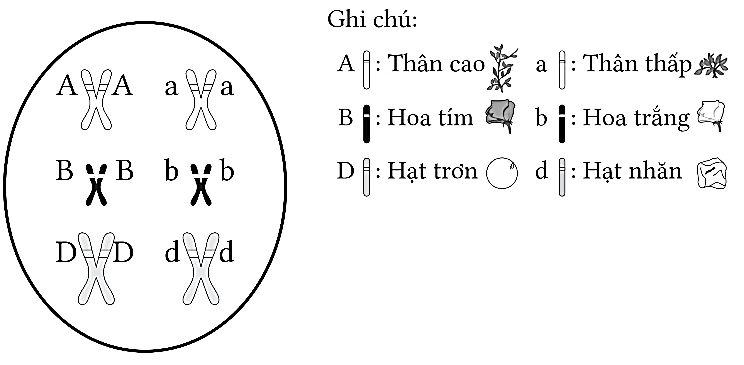 Ghi chú:
A : Thân cao a : Thân thấp
B : Hoa tím b : Hoa trắng
D : Hạt trơn d : Hạt nhăn
A A a a
B B b b
D D d d